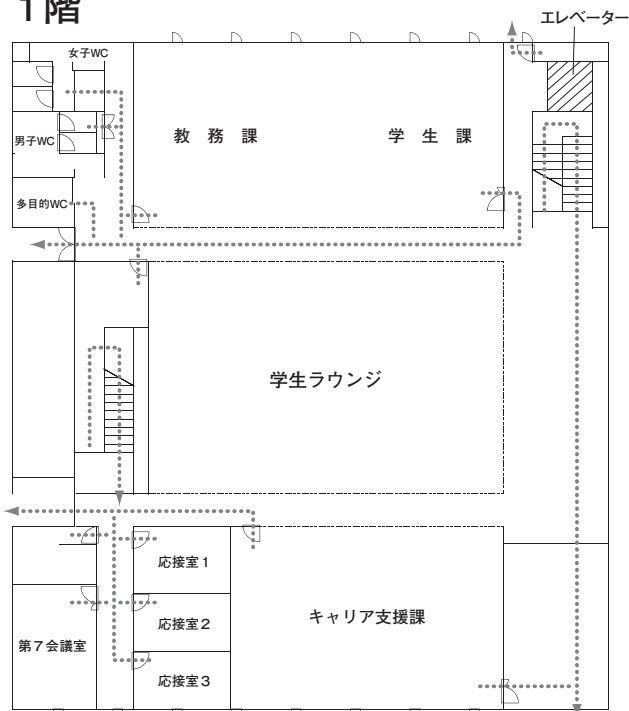 1階
エレベーター
女子WC
男子WC
教務課
学生課
多目的WC
学生ラウンジ
応接室1
応接室2
応接室3
キャリア支援課
第7会議室